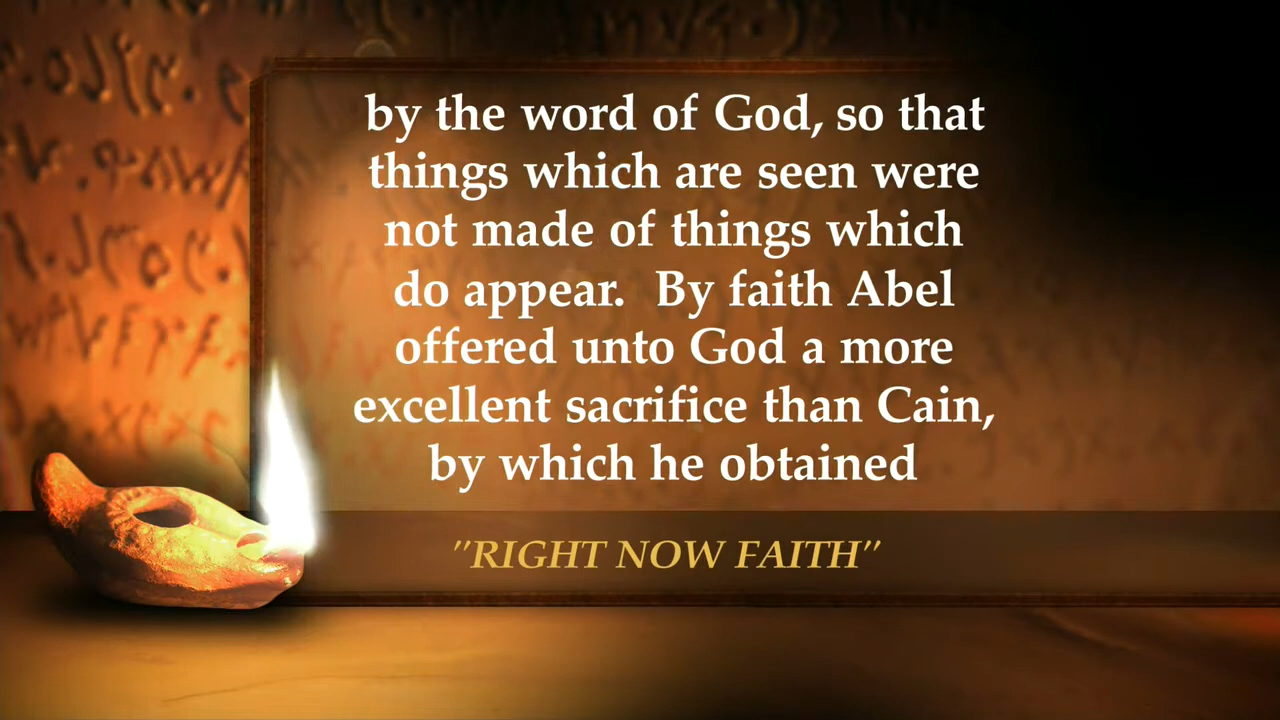 by the word of God, so that
things which are seen were
not made of things which
do appear.  By faith Abel
offered unto God a more
excellent sacrifice than Cain,
by which he obtained
"RIGHT NOW FAITH"